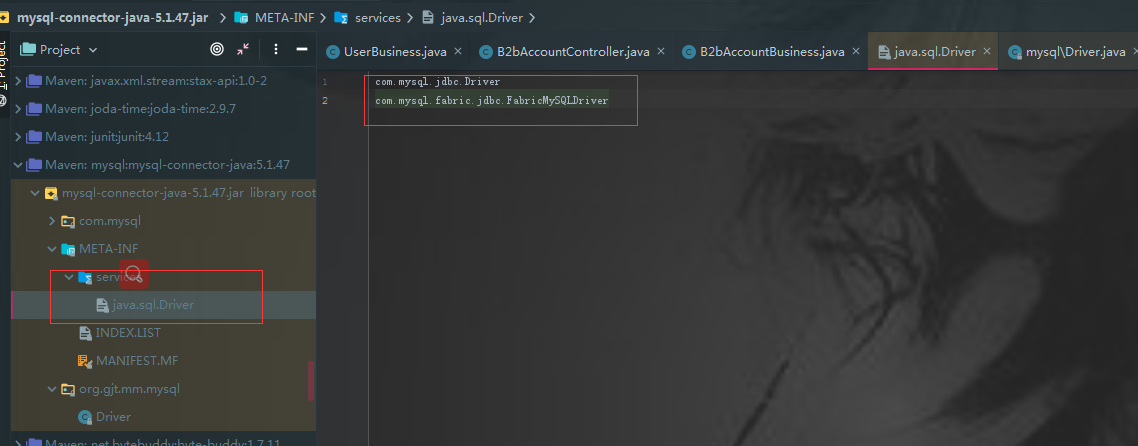 mysql-connector-java-5.1.47.jar META-INF services java.sql.Driver
Project
UserBusiness.java B2bAccountController.java B2bAccountBusiness.java java.sql.Driver mysql\Driver.java
1: Project
Maven: javax.xml.stream:stax-api:1.0-2
Maven: joda-time:joda-time:2.9.7
Maven: junit:junit:4.12
Maven: mysql:mysql-connector-java:5.1.47
mysql-connector-java-5.1.47.jar library root
com.mysql
META-INF
services
java.sql.Driver
INDEX.LIST
MANIFEST.MF
org.gjt.mm.mysql
Driver
Maven: net.bytebuddy:byte-buddy:1.7.11
1 com.mysql.jdbc.Driver
2 com.mysql.fabric.jdbc.FabricMySQLDriver